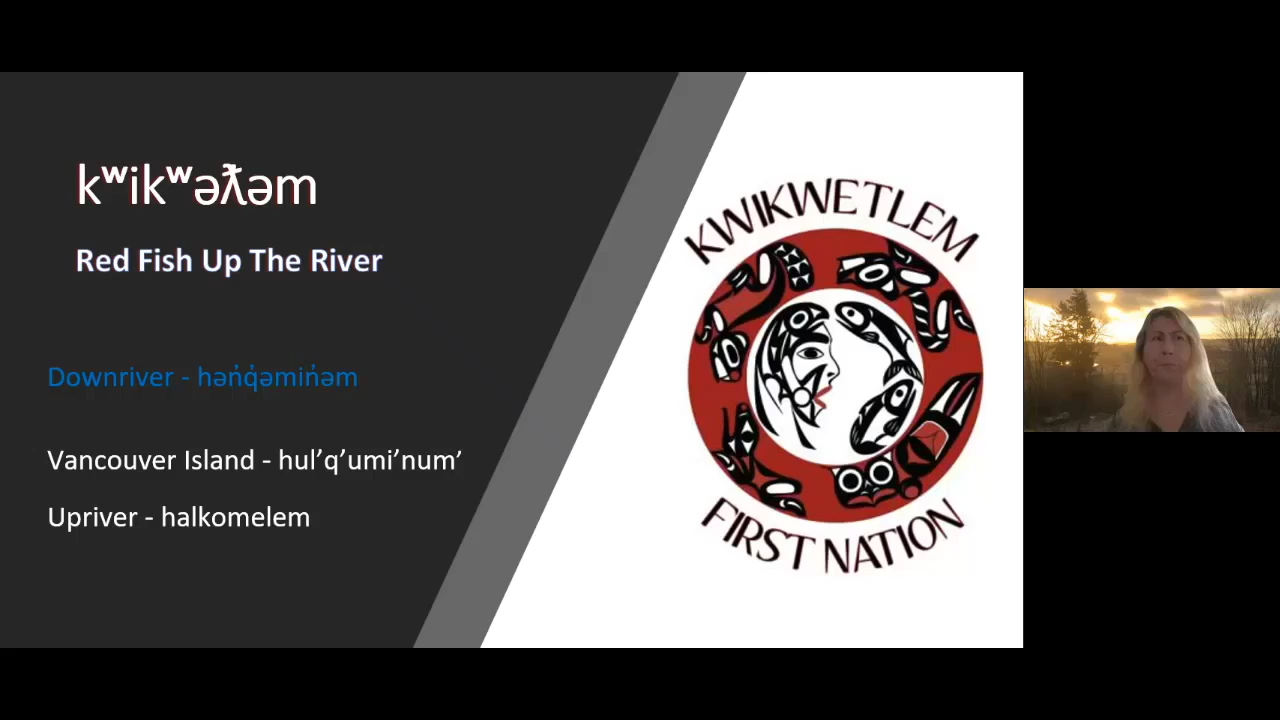 kʷikʷəƛ̓əm
Red Fish Up The River
Downriver - hən̓q̓əmin̓əm
Vancouver Island - hul’q’umi’num’
Upriver - halkomelem
KWIKWETLEM
FIRST NATION